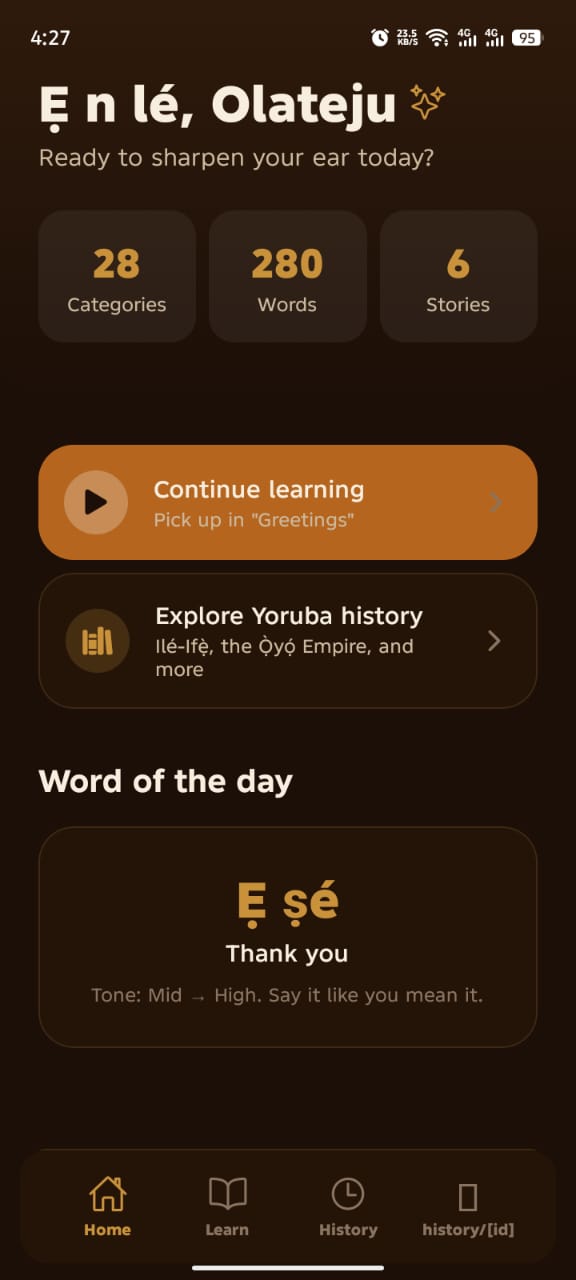 4:27
23.5
KB/S
4G
4G
95
Ẹ n lé, Olateju
Ready to sharpen your ear today?
28
Categories
280
Words
6
Stories
Continue learning
Pick up in "Greetings"
Explore Yoruba history
Ilé-Ifẹ̀, the Ọ̀yọ́ Empire, and
more
Word of the day
Ẹ ṣé
Thank you
Tone: Mid → High. Say it like you mean it.
Home
Learn
History
history/[id]